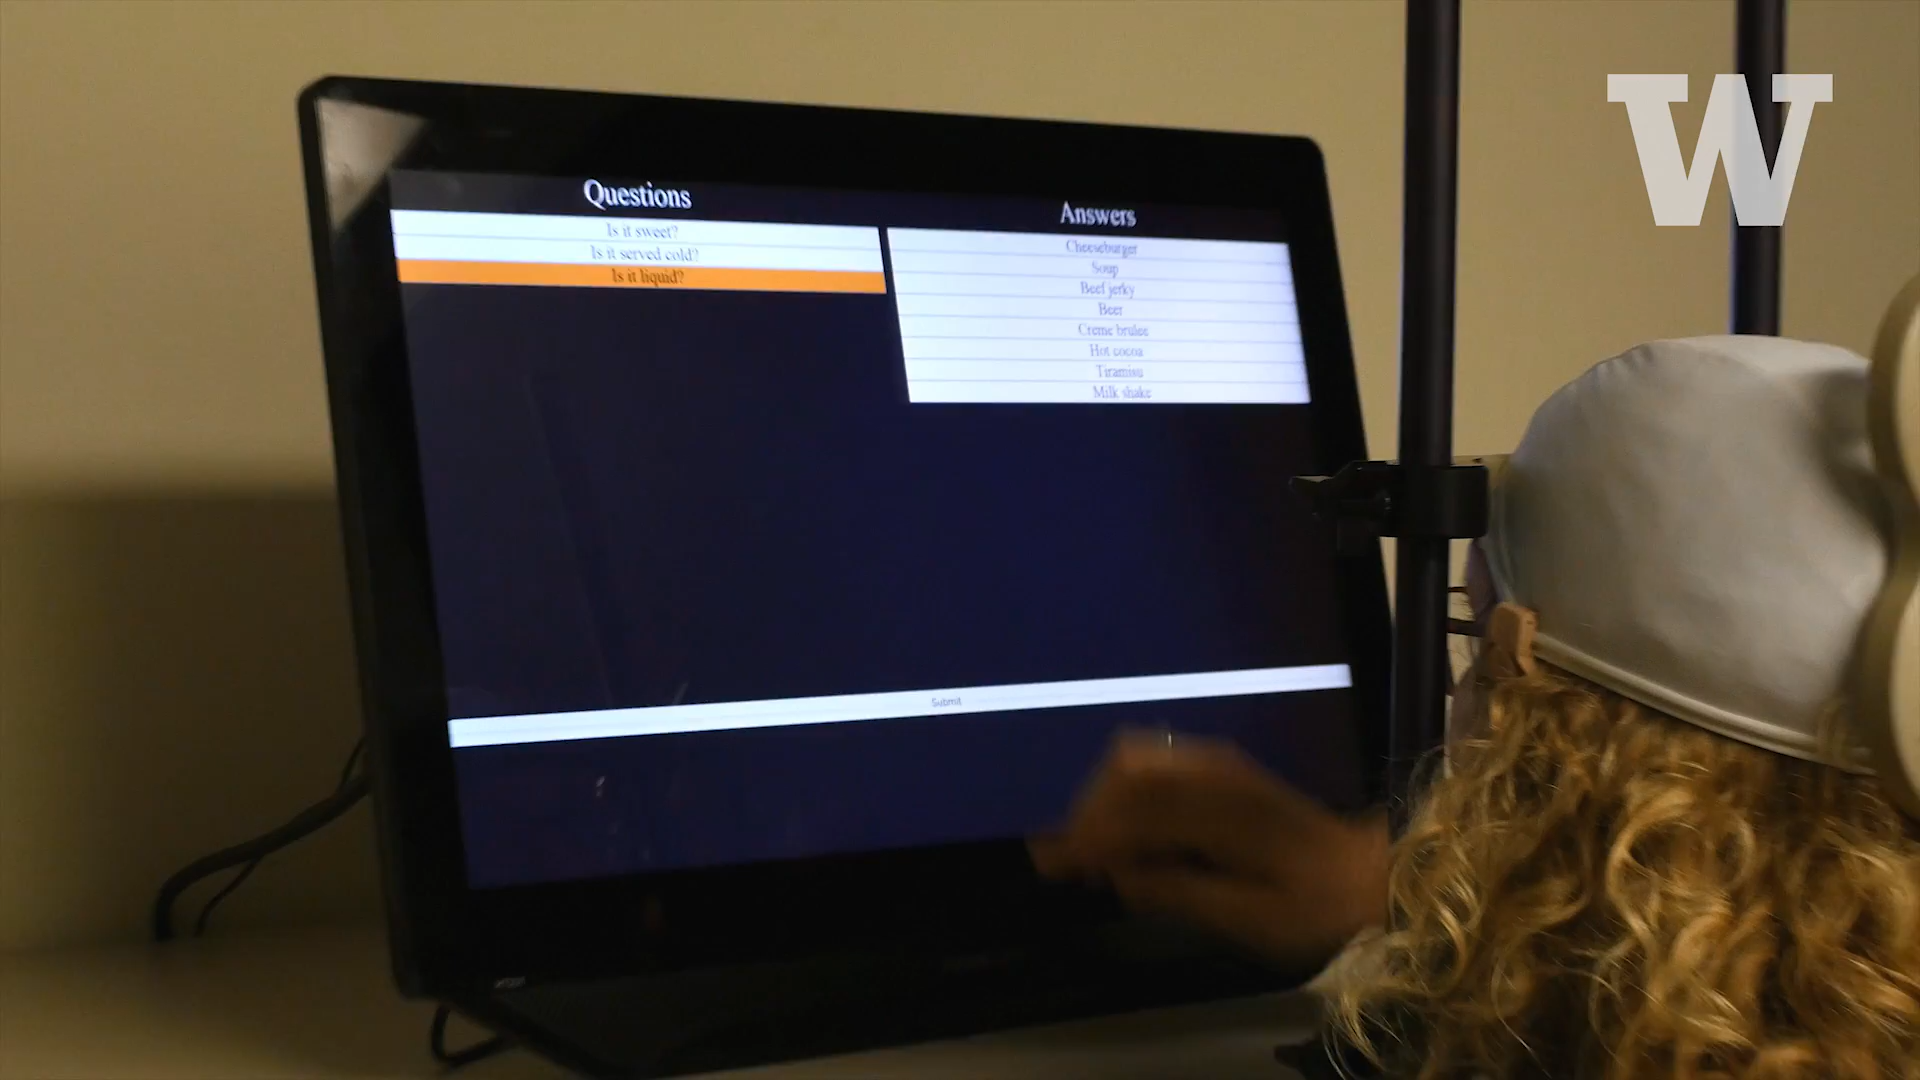 W
Questions
Is it sweet?
Is it served cold?
Is it liquid?
Answers
Cheeseburger
Soup
Beef jerky
Beer
Creme brulee
Hot cocoa
Tiramisu
Milk shake
Submit